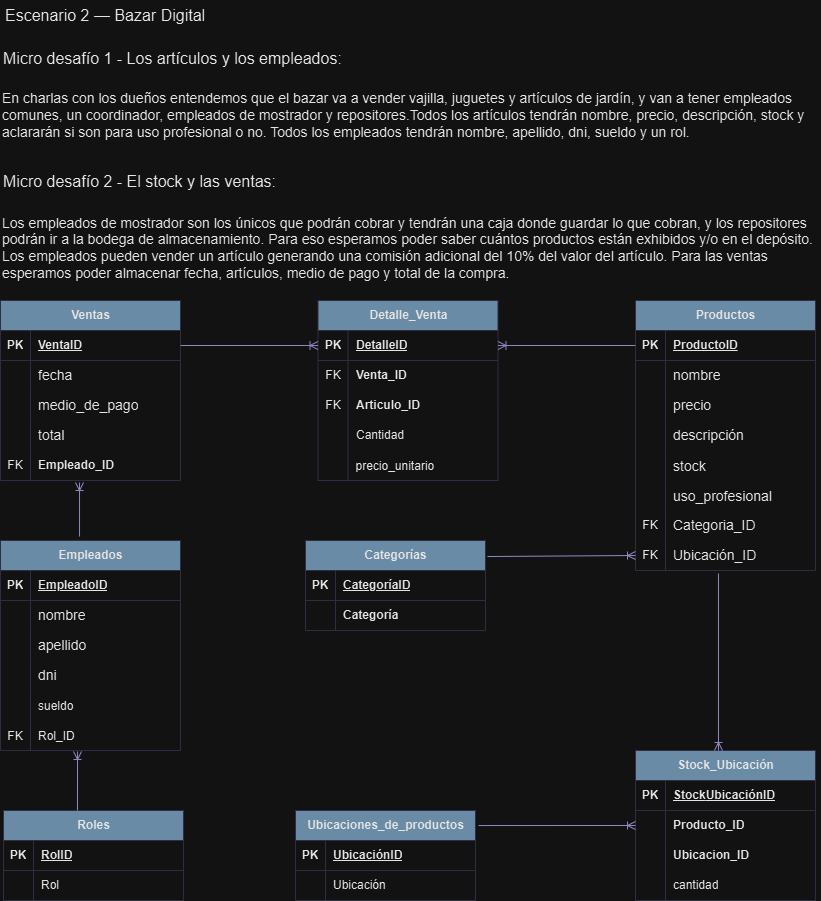 Escenario 2 — Bazar Digital
Micro desafío 1 - Los artículos y los empleados:
En charlas con los dueños entendemos que el bazar va a vender vajilla, juguetes y artículos de jardín, y van a tener empleados
comunes, un coordinador, empleados de mostrador y repositores.Todos los artículos tendrán nombre, precio, descripción, stock y
aclararán si son para uso profesional o no. Todos los empleados tendrán nombre, apellido, dni, sueldo y un rol.
Micro desafío 2 - El stock y las ventas:
Los empleados de mostrador son los únicos que podrán cobrar y tendrán una caja donde guardar lo que cobran, y los repositores
podrán ir a la bodega de almacenamiento. Para eso esperamos poder saber cuántos productos están exhibidos y/o en el depósito.
Los empleados pueden vender un artículo generando una comisión adicional del 10% del valor del artículo. Para las ventas
esperamos poder almacenar fecha, artículos, medio de pago y total de la compra.
Ventas
PK VentaID
fecha
medio_de_pago
total
FK Empleado_ID
Detalle_Venta
PK DetalleID
FK Venta_ID
FK Articulo_ID
Cantidad
precio_unitario
Productos
PK ProductoID
nombre
precio
descripción
stock
uso_profesional
FK Categoria_ID
FK Ubicación_ID
Empleados
PK EmpleadoID
nombre
apellido
dni
sueldo
FK Rol_ID
Categorías
PK CategoríaID
Categoría
Roles
PK RolID
Rol
Ubicaciones_de_productos
PK UbicaciónID
Ubicación
Stock_Ubicación
PK StockUbicaciónID
Producto_ID
Ubicacion_ID
cantidad